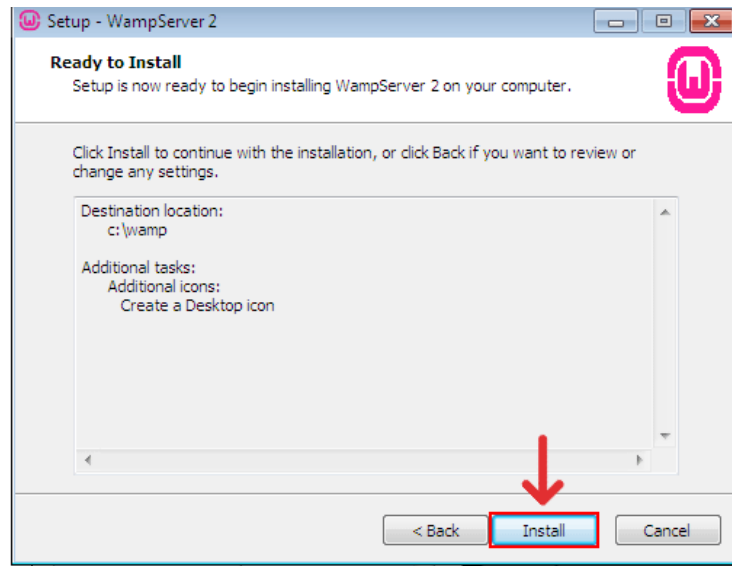 Setup - WampServer 2
Ready to Install
Setup is now ready to begin installing WampServer 2 on your computer.
Click Install to continue with the installation, or click Back if you want to review or
change any settings.
Destination location:
c:\wamp
Additional tasks:
Additional icons:
Create a Desktop icon
< Back
Install
Cancel